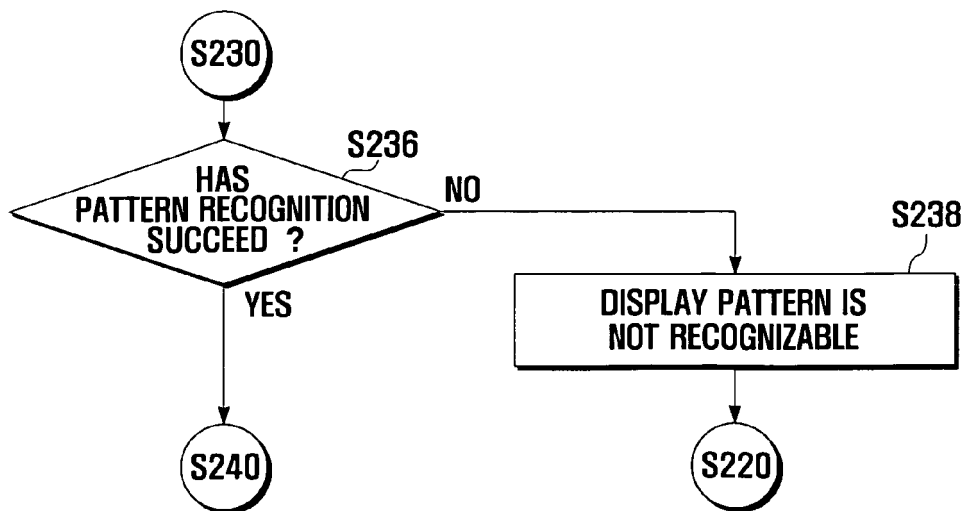 S230
S236
HAS
PATTERN RECOGNITION
SUCCEED ?
NO
YES
S238
DISPLAY PATTERN IS
NOT RECOGNIZABLE
S240
S220